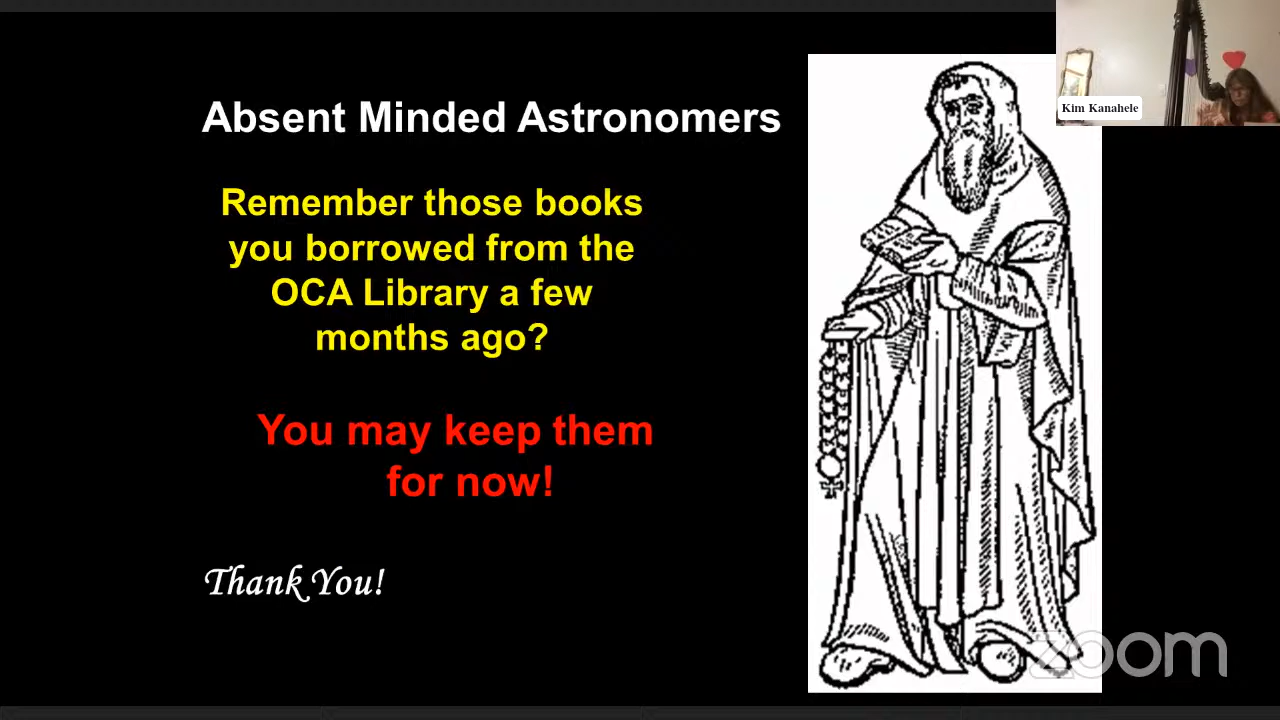 Kim Kanahele
Absent Minded Astronomers
Remember those books
you borrowed from the
OCA Library a few
months ago?
You may keep them
for now!
Thank You!
zoom